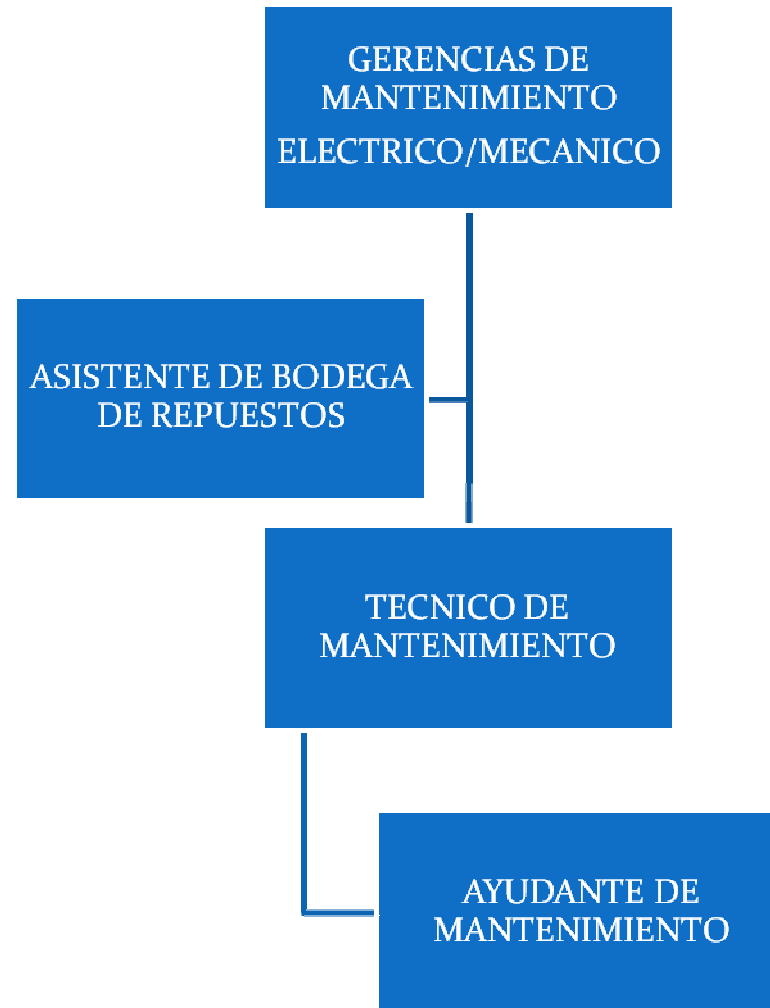 GERENCIAS DE
MANTENIMIENTO
ELECTRICO/MECANICO
ASISTENTE DE BODEGA
DE REPUESTOS
TECNICO DE
MANTENIMIENTO
AYUDANTE DE
MANTENIMIENTO